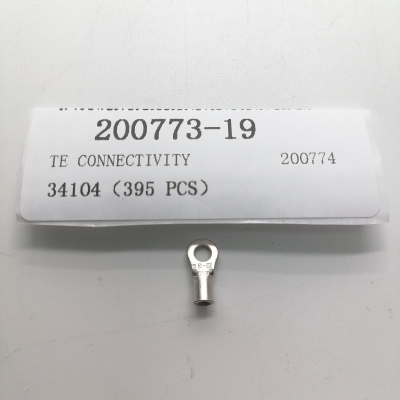 200773-19
TE CONNECTIVITY 200774
34104 (395 PCS)